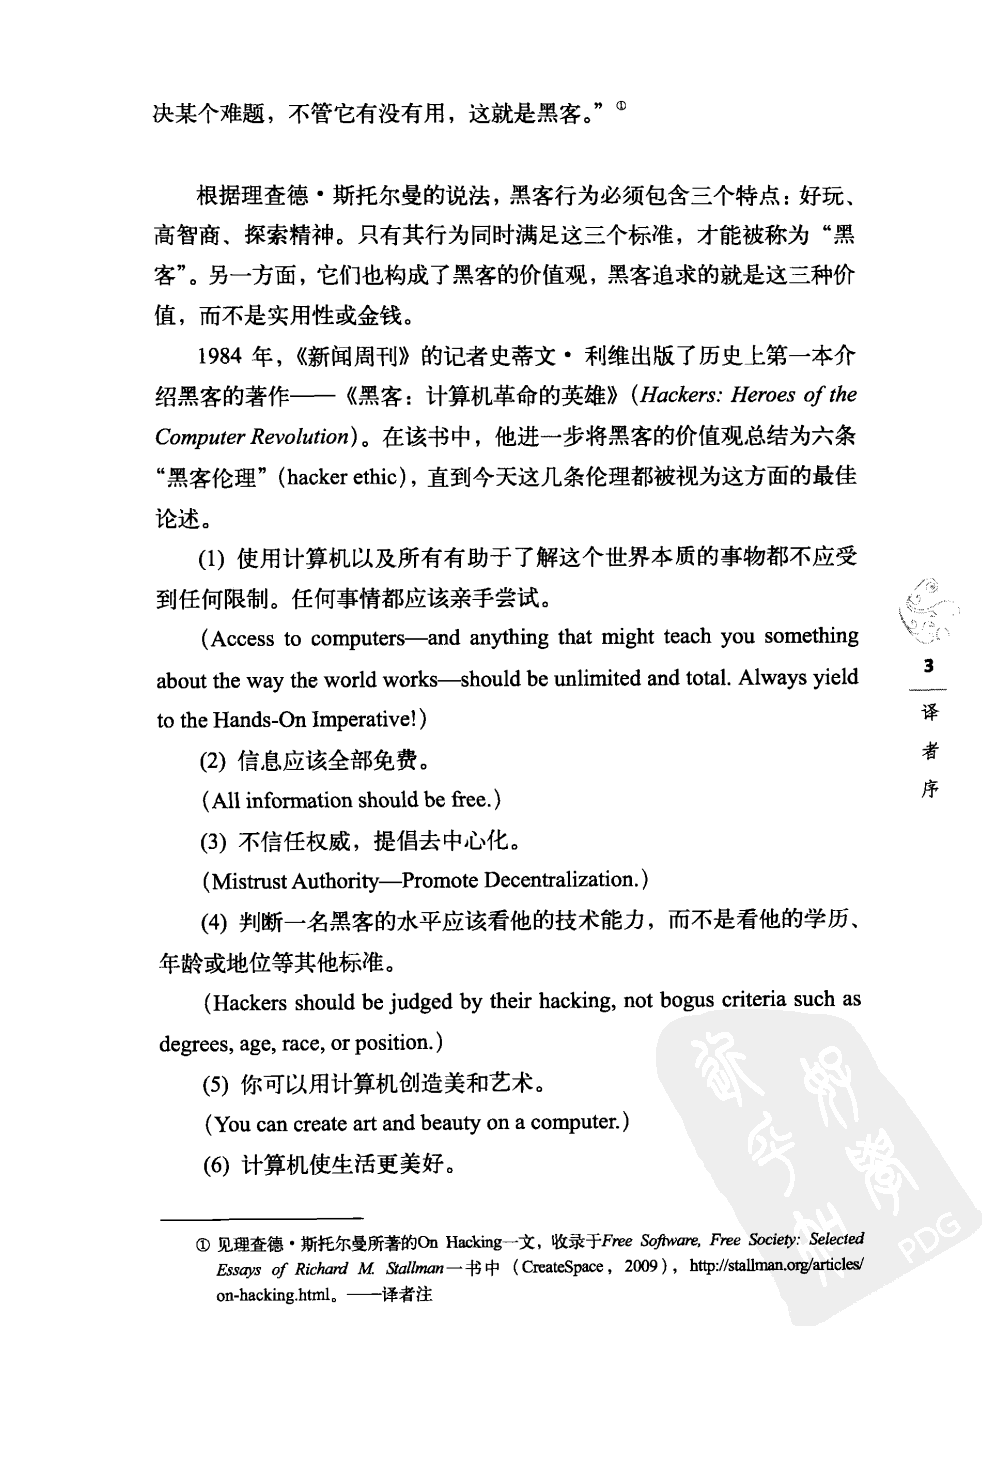 决某个难题，不管它有没有用，这就是黑客。”①
根据理查德·斯托尔曼的说法，黑客行为必须包含三个特点：好玩、
高智商、探索精神。只有其行为同时满足这三个标准，才能被称为“黑
客”。另一方面，它们也构成了黑客的价值观，黑客追求的就是这三种价
值，而不是实用性或金钱。
1984 年，《新闻周刊》的记者史蒂文· 利维出版了历史上第一本介
绍黑客的著作——《黑客：计算机革命的英雄》（Hackers: Heroes of the
Computer Revolution）。在该书中，他进一步将黑客的价值观总结为六条
“黑客伦理”（hacker ethic），直到今天这几条伦理都被视为这方面的最佳
论述。
(1) 使用计算机以及所有有助于了解这个世界本质的事物都不应受
到任何限制。任何事情都应该亲手尝试。
（Access to computers—and anything that might teach you something
about the way the world works—should be unlimited and total. Always yield
to the Hands-On Imperative!）
(2) 信息应该全部免费。
（All information should be free.）
(3) 不信任权威，提倡去中心化。
（Mistrust Authority—Promote Decentralization.）
(4) 判断一名黑客的水平应该看他的技术能力，而不是看他的学历、
年龄或地位等其他标准。
（Hackers should be judged by their hacking, not bogus criteria such as
degrees, age, race, or position.）
(5) 你可以用计算机创造美和艺术。
（You can create art and beauty on a computer.）
(6) 计算机使生活更美好。
① 见理查德·斯托尔曼所著的On Hacking一文，收录于Free Software, Free Society: Selected
Essays of Richard M. Stallman一书中（CreateSpace，2009），http://stallman.org/articles/
on-hacking.html。——译者注
3
译
者
序
PDG